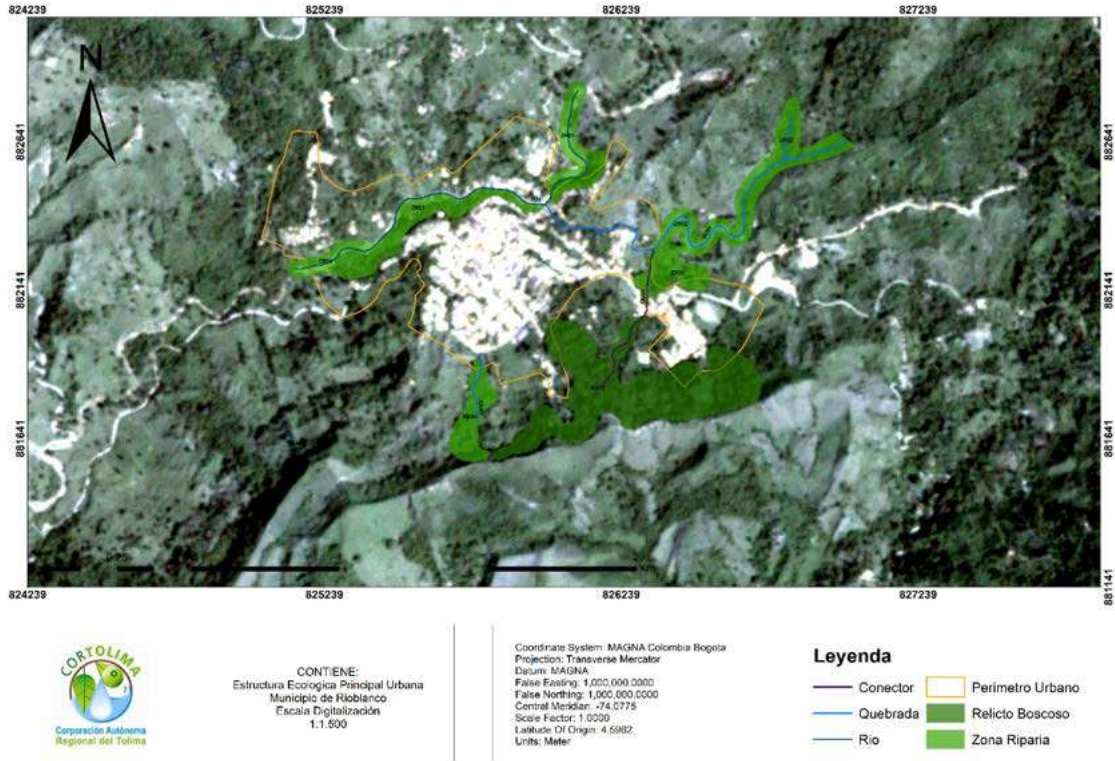 824239 825239 826239 827239
N
882641 882641
882141 882141
881641 881641
881141
824239 825239 826239 827239
CORTOLIMA
Corporación Autónoma
Regional del Tolima
CONTIENE:
Estructura Ecologica Principal Urbana
Municipio de Rioblanco
Escala Digitalización
1:1.500
Coordinate System: MAGNA Colombia Bogota
Projection: Transverse Mercator
Datum: MAGNA
False Easting: 1,000,000.0000
False Northing: 1,000,000.0000
Central Meridian: -74.0775
Scale Factor: 1.0000
Latitude Of Origin: 4.5962
Units: Meter
Leyenda
Conector
Quebrada
Rio
Perimetro Urbano
Relicto Boscoso
Zona Riparia